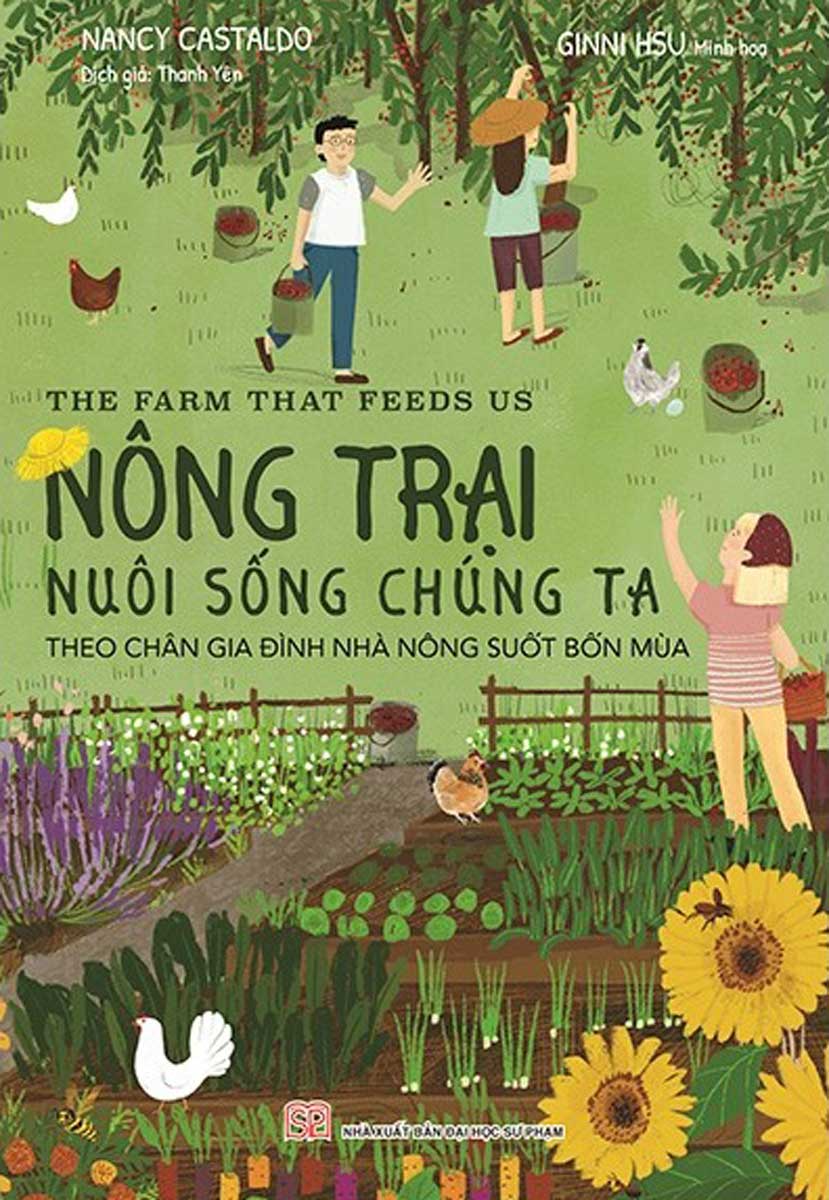 NANCY CASTALDO
Dịch giả: Thanh Yên
GINNI HSU Minh họa
THE FARM THAT FEEDS US
NÔNG TRẠI
NUÔI SỐNG CHÚNG TA
THEO CHÂN GIA ĐÌNH NHÀ NÔNG SUỐT BỐN MÙA
SP NHÀ XUẤT BẢN ĐẠI HỌC SƯ PHẠM